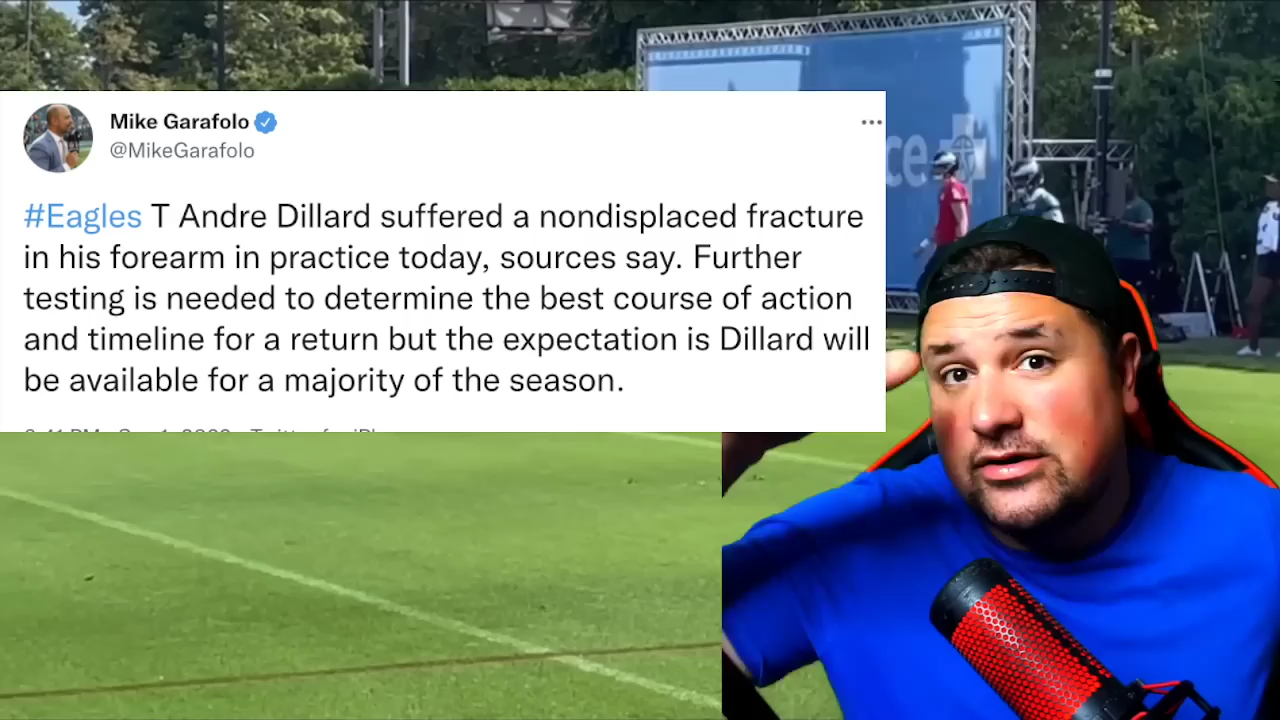 Mike Garafolo
@MikeGarafolo
#Eagles T Andre Dillard suffered a nondisplaced fracture
in his forearm in practice today, sources say. Further
testing is needed to determine the best course of action
and timeline for a return but the expectation is Dillard will
be available for a majority of the season.
ce